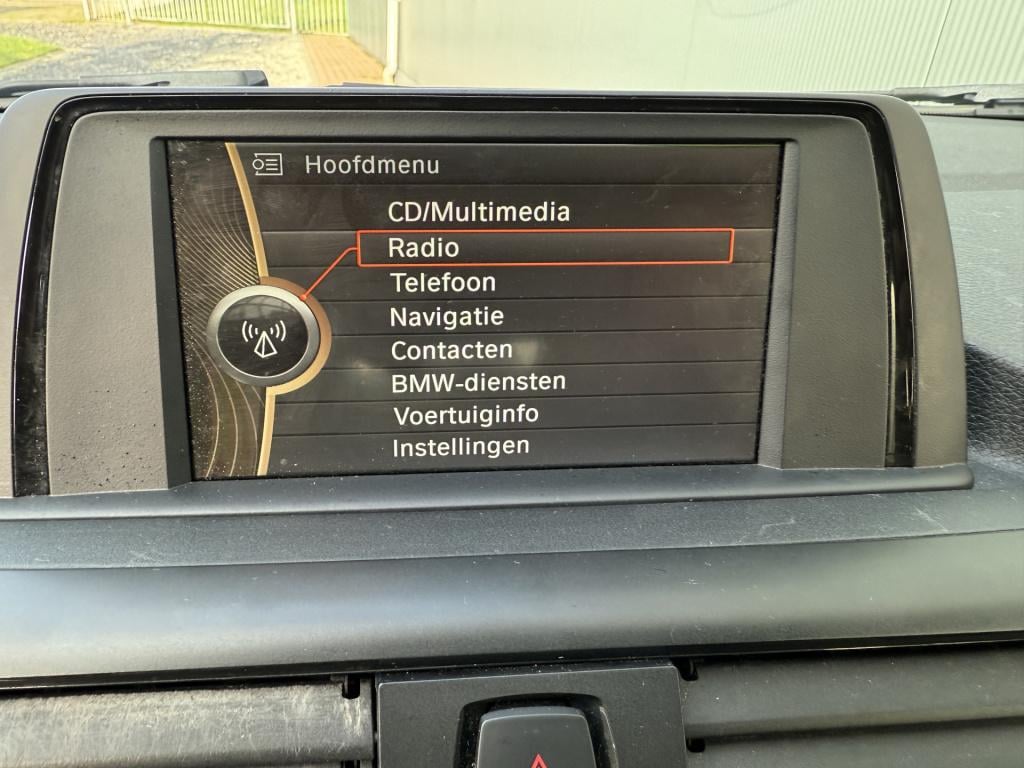 Hoofdmenu
CD/Multimedia
Radio
Telefoon
Navigatie
Contacten
BMW-diensten
Voertuiginfo
Instellingen